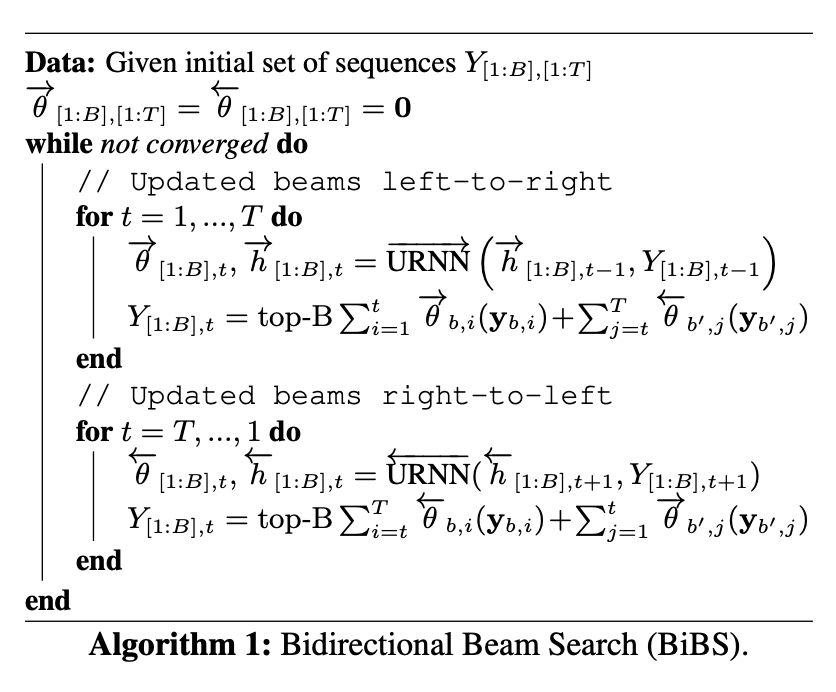 Data: Given initial set of sequences $Y_{[1:B],[1:T]}$
$\overrightarrow{\theta}_{[1:B],[1:T]} = \overleftarrow{\theta}_{[1:B],[1:T]} = \mathbf{0}$
while not converged do
// Updated beams left-to-right
for $t = 1, ..., T$ do
$\overrightarrow{\theta}_{[1:B],t}, \overrightarrow{h}_{[1:B],t} = \overrightarrow{\text{URNN}} \left( \overrightarrow{h}_{[1:B],t-1}, Y_{[1:B],t-1} \right)$
$Y_{[1:B],t} = \text{top-B} \sum_{i=1}^{t} \overrightarrow{\theta}_{b,i}(\mathbf{y}_{b,i}) + \sum_{j=t}^{T} \overleftarrow{\theta}_{b',j}(\mathbf{y}_{b',j})$
end
// Updated beams right-to-left
for $t = T, ..., 1$ do
$\overleftarrow{\theta}_{[1:B],t}, \overleftarrow{h}_{[1:B],t} = \overleftarrow{\text{URNN}} ( \overleftarrow{h}_{[1:B],t+1}, Y_{[1:B],t+1} )$
$Y_{[1:B],t} = \text{top-B} \sum_{i=t}^{T} \overleftarrow{\theta}_{b,i}(\mathbf{y}_{b,i}) + \sum_{j=1}^{t} \overrightarrow{\theta}_{b',j}(\mathbf{y}_{b',j})$
end
end
Algorithm 1: Bidirectional Beam Search (BiBS).